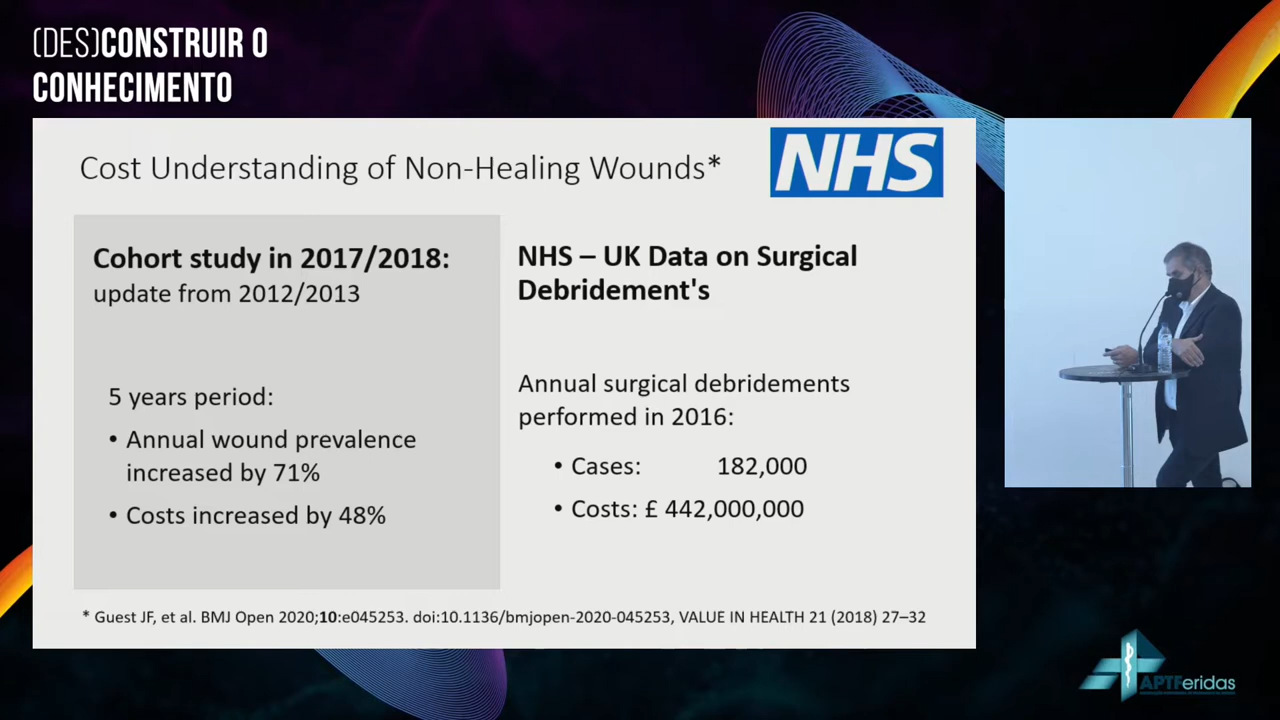 (DES)CONSTRUIR O
CONHECIMENTO
Cost Understanding of Non-Healing Wounds*
NHS
Cohort study in 2017/2018:
update from 2012/2013
5 years period:
• Annual wound prevalence
increased by 71%
• Costs increased by 48%
NHS – UK Data on Surgical
Debridement's
Annual surgical debridements
performed in 2016:
• Cases: 182,000
• Costs: £ 442,000,000
* Guest JF, et al. BMJ Open 2020;10:e045253. doi:10.1136/bmjopen-2020-045253, VALUE IN HEALTH 21 (2018) 27–32
APTFeridas